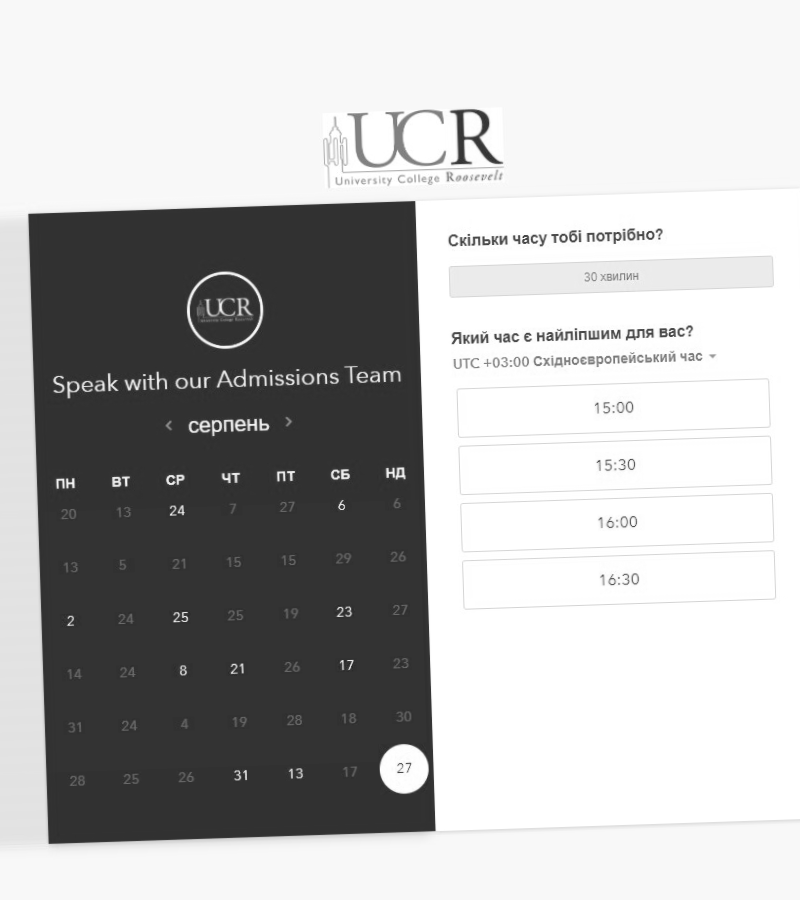 UCR
University College Roosevelt
UCR
Speak with our Admissions Team
серпень
ПН ВТ СР ЧТ ПТ СБ НД
20 13 24 7 27 6 6
13 5 21 15 15 29 26
2 24 25 25 19 23 27
14 24 8 21 26 17 23
31 24 4 19 28 18 30
28 25 26 31 13 17 27
Скільки часу тобі потрібно?
30 хвилин
Який час є найліпшим для вас?
UTC +03:00 Східноєвропейський час
15:00
15:30
16:00
16:30